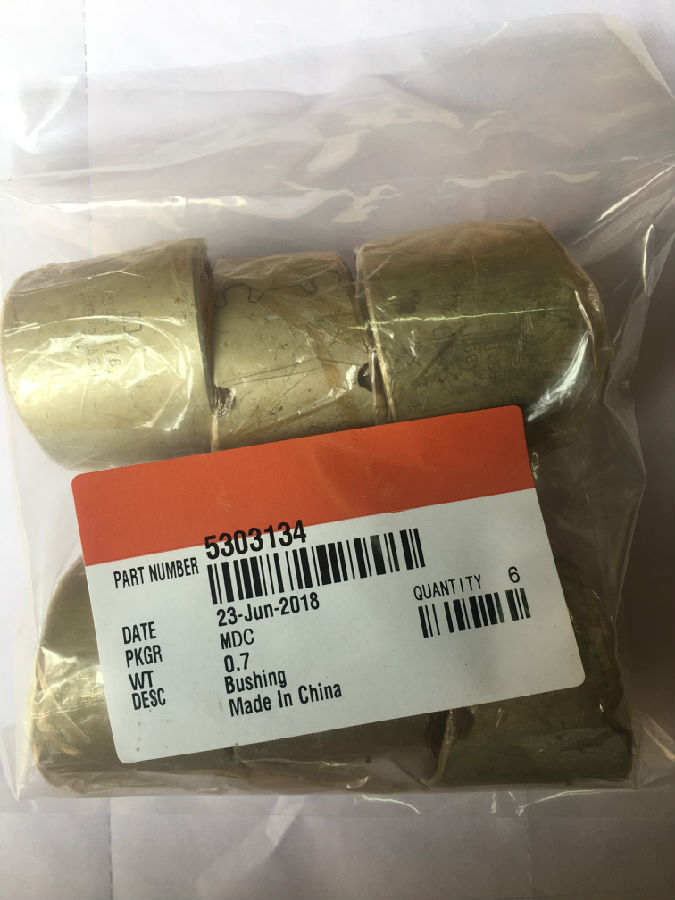 5303134
PART NUMBER
QUANTITY 6
DATE 23-Jun-2018
PKGR MDC
WT 0.7
DESC Bushing
Made In China